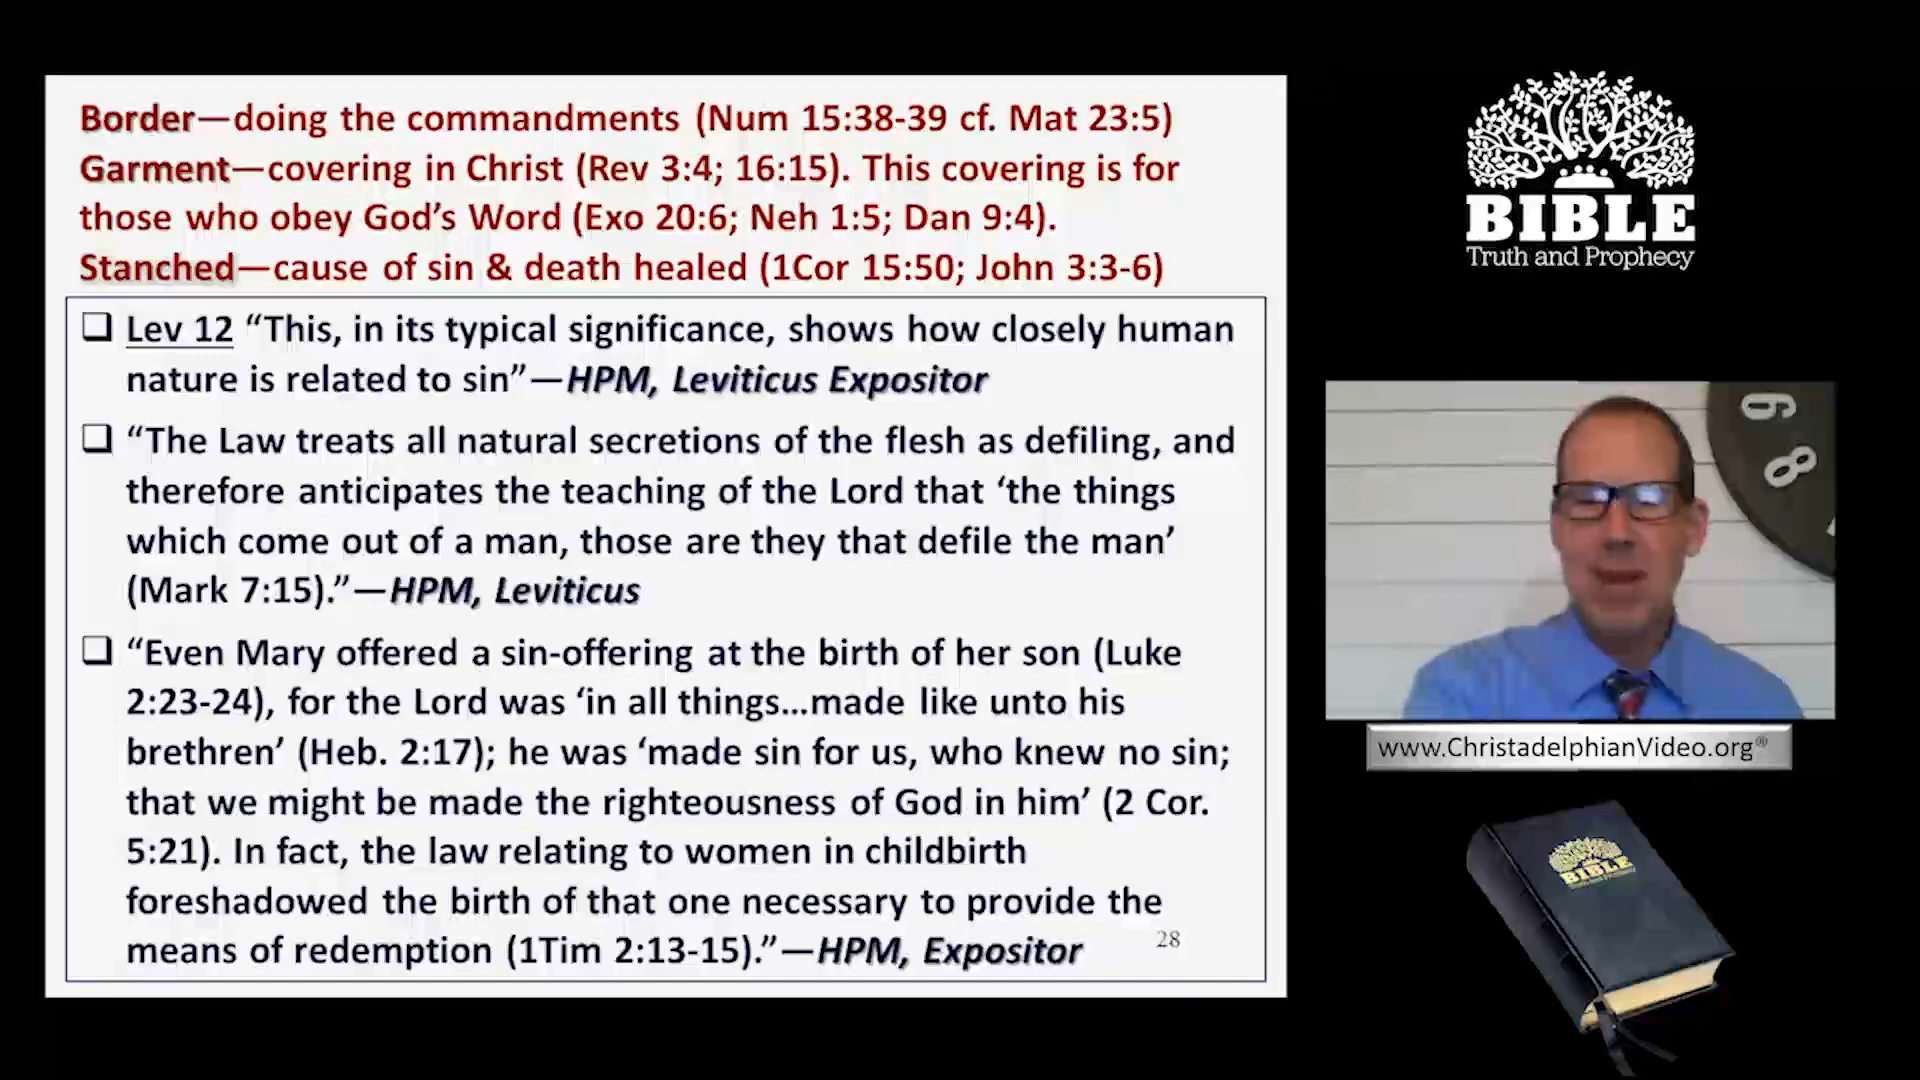 Border—doing the commandments (Num 15:38-39 cf. Mat 23:5)
Garment—covering in Christ (Rev 3:4; 16:15). This covering is for
those who obey God’s Word (Exo 20:6; Neh 1:5; Dan 9:4).
Stanched—cause of sin & death healed (1Cor 15:50; John 3:3-6)
❑ Lev 12 “This, in its typical significance, shows how closely human
nature is related to sin”—HPM, Leviticus Expositor
❑ “The Law treats all natural secretions of the flesh as defiling, and
therefore anticipates the teaching of the Lord that ‘the things
which come out of a man, those are they that defile the man’
(Mark 7:15).”—HPM, Leviticus
❑ “Even Mary offered a sin-offering at the birth of her son (Luke
2:23-24), for the Lord was ‘in all things…made like unto his
brethren’ (Heb. 2:17); he was ‘made sin for us, who knew no sin;
that we might be made the righteousness of God in him’ (2 Cor.
5:21). In fact, the law relating to women in childbirth
foreshadowed the birth of that one necessary to provide the
means of redemption (1Tim 2:13-15).”—HPM, Expositor
28
BIBLE
Truth and Prophecy
6
8
www.ChristadelphianVideo.org®
BIBLE